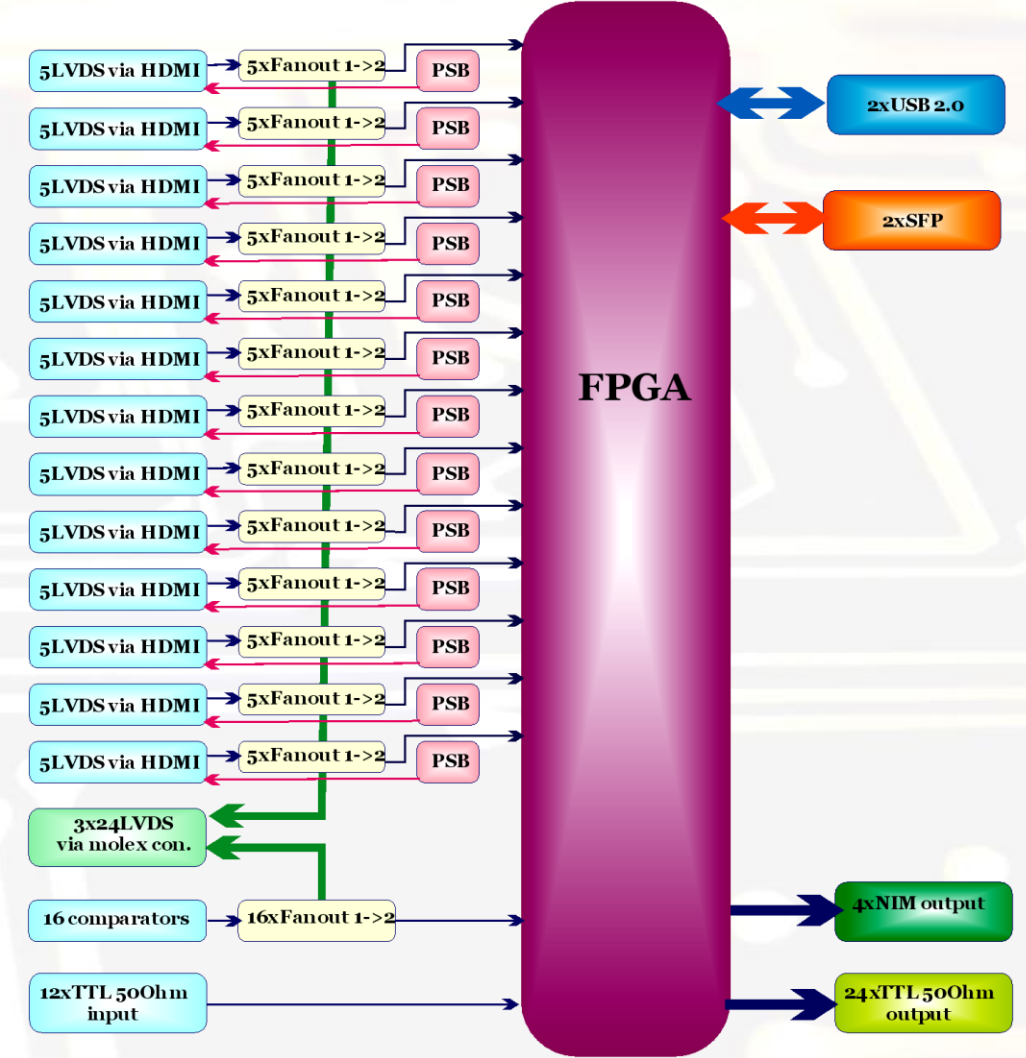 5LVDS via HDMI
5xFanout 1->2
PSB
5LVDS via HDMI
5xFanout 1->2
PSB
5LVDS via HDMI
5xFanout 1->2
PSB
5LVDS via HDMI
5xFanout 1->2
PSB
5LVDS via HDMI
5xFanout 1->2
PSB
5LVDS via HDMI
5xFanout 1->2
PSB
5LVDS via HDMI
5xFanout 1->2
PSB
5LVDS via HDMI
5xFanout 1->2
PSB
5LVDS via HDMI
5xFanout 1->2
PSB
5LVDS via HDMI
5xFanout 1->2
PSB
5LVDS via HDMI
5xFanout 1->2
PSB
5LVDS via HDMI
5xFanout 1->2
PSB
5LVDS via HDMI
5xFanout 1->2
PSB
3x24LVDS
via molex con.
16 comparators
16xFanout 1->2
12xTTL 50Ohm
input
FPGA
2xUSB 2.0
2xSFP
4xNIM output
24xTTL 50Ohm
output